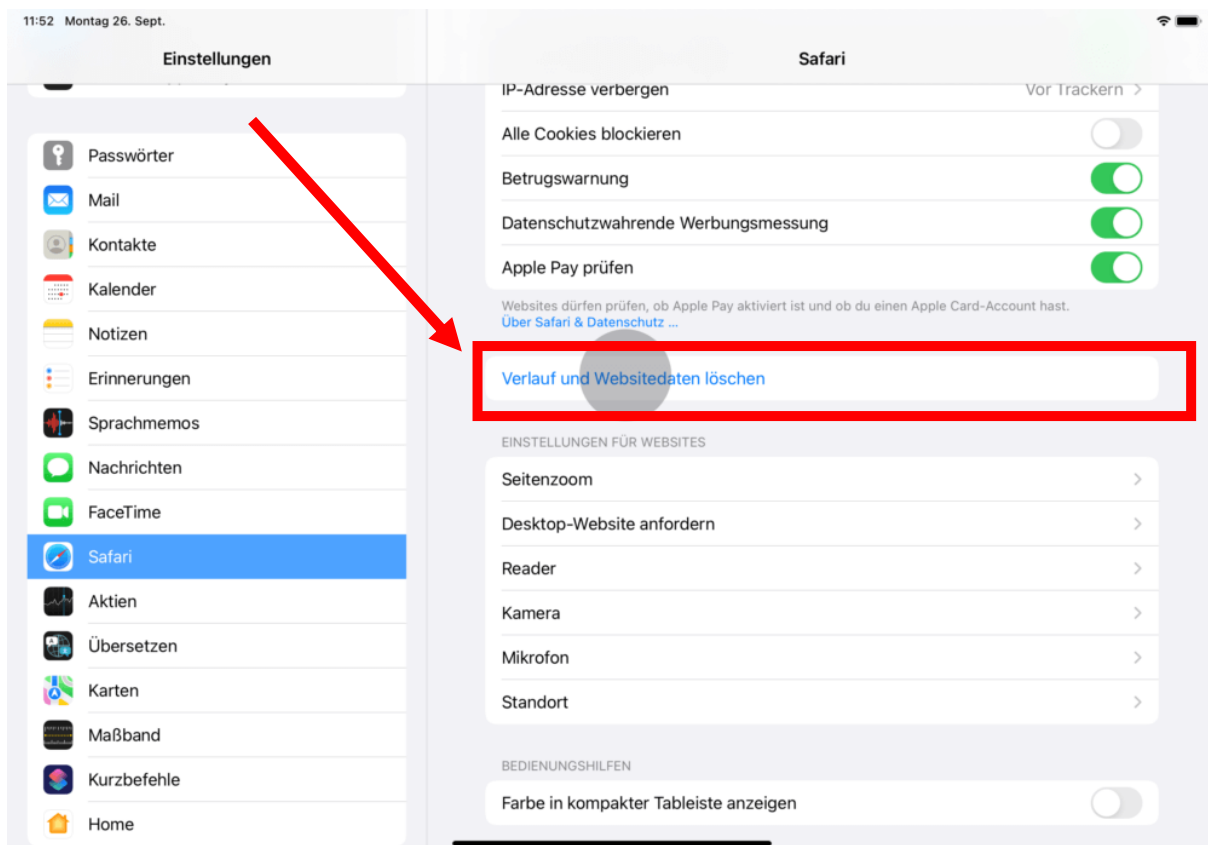 11:52 Montag 26. Sept.
Einstellungen
Passwörter
Mail
Kontakte
Kalender
Notizen
Erinnerungen
Sprachmemos
Nachrichten
FaceTime
Safari
Aktien
Übersetzen
Karten
Maßband
Kurzbefehle
Home
Safari
IP-Adresse verbergen Vor Trackern >
Alle Cookies blockieren
Betrugswarnung
Datenschutzwahrende Werbungsmessung
Apple Pay prüfen
Websites dürfen prüfen, ob Apple Pay aktiviert ist und ob du einen Apple Card-Account hast.
Über Safari & Datenschutz ...
Verlauf und Websitedaten löschen
EINSTELLUNGEN FÜR WEBSITES
Seitenzoom
Desktop-Website anfordern
Reader
Kamera
Mikrofon
Standort
BEDIENUNGSHILFEN
Farbe in kompakter Tableiste anzeigen